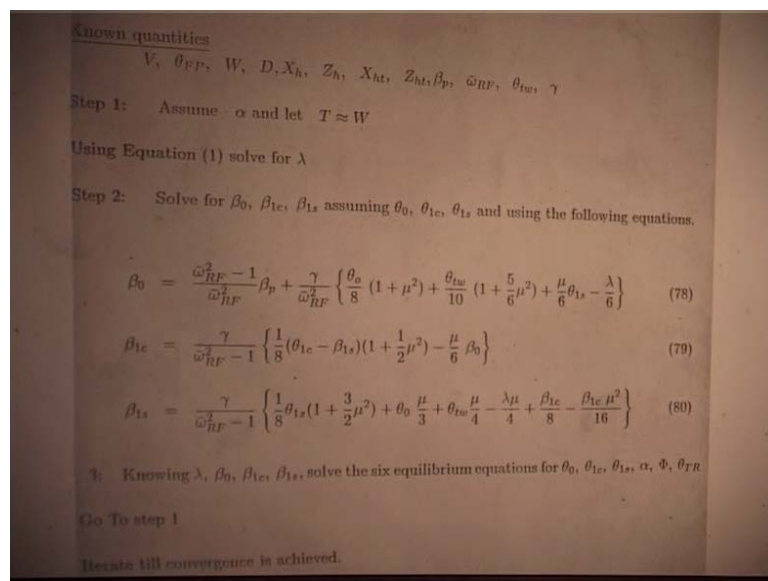 Known quantities
V, θ_FP, W, D, X_h, Z_h, X_ht, Z_ht, β_p, ω̄_RF, θ_tw, γ
Step 1: Assume α and let T ≈ W
Using Equation (1) solve for λ
Step 2: Solve for β_0, β_1c, β_1s assuming θ_0, θ_1c, θ_1s and using the following equations.
β_0 = (ω̄²_RF − 1)/ω̄²_RF β_p + γ/ω̄²_RF { θ_o/8 (1 + μ²) + θ_tw/10 (1 + 5/6 μ²) + μ/6 θ_1s − λ/6 } (78)
β_1c = γ/(ω̄²_RF − 1) { 1/8 (θ_1c − β_1s)(1 + 1/2 μ²) − μ/6 β_0 } (79)
β_1s = γ/(ω̄²_RF − 1) { 1/8 θ_1s (1 + 3/2 μ²) + θ_0 μ/3 + θ_tw μ/4 − λμ/4 + β_1c/8 − β_1c μ²/16 } (80)
3: Knowing λ, β_0, β_1c, β_1s, solve the six equilibrium equations for θ_0, θ_1c, θ_1s, α, Φ, θ_TR
Go To step 1
Iterate till convergence is achieved.